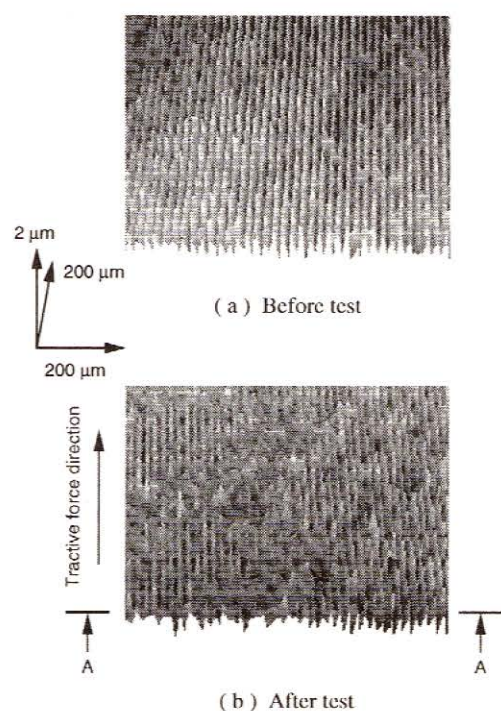 2 μm
200 μm
( a ) Before test
200 μm
Tractive force direction
A
A
( b ) After test